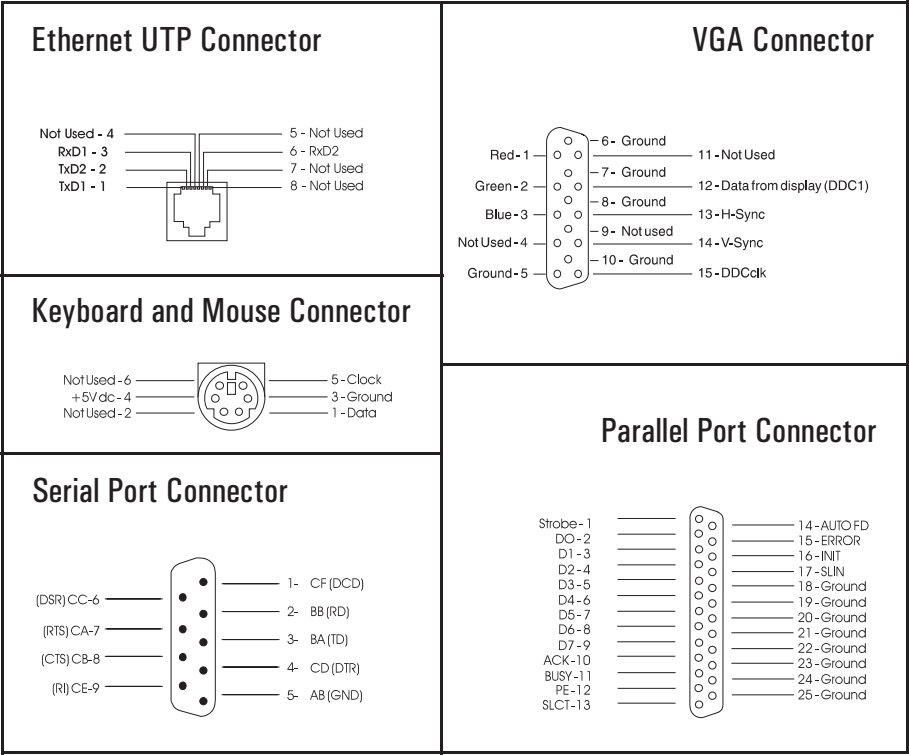 Ethernet UTP Connector
Not Used - 4
RxD1 - 3
TxD2 - 2
TxD1 - 1
5 - Not Used
6 - RxD2
7 - Not Used
8 - Not Used
VGA Connector
Red - 1
Green - 2
Blue - 3
Not Used - 4
Ground - 5
6 - Ground
7 - Ground
8 - Ground
9 - Not used
10 - Ground
11 - Not Used
12 - Data from display (DDC1)
13 - H-Sync
14 - V-Sync
15 - DDCclk
Keyboard and Mouse Connector
Not Used - 6
+5V dc - 4
Not Used - 2
5 - Clock
3 - Ground
1 - Data
Serial Port Connector
(DSR) CC-6
(RTS) CA-7
(CTS) CB-8
(RI) CE-9
1- CF (DCD)
2- BB (RD)
3- BA (TD)
4- CD (DTR)
5- AB (GND)
Parallel Port Connector
Strobe - 1
DO - 2
D1 - 3
D2 - 4
D3 - 5
D4 - 6
D5 - 7
D6 - 8
D7 - 9
ACK - 10
BUSY - 11
PE - 12
SLCT - 13
14 - AUTO FD
15 - ERROR
16 - INIT
17 - SLIN
18 - Ground
19 - Ground
20 - Ground
21 - Ground
22 - Ground
23 - Ground
24 - Ground
25 - Ground